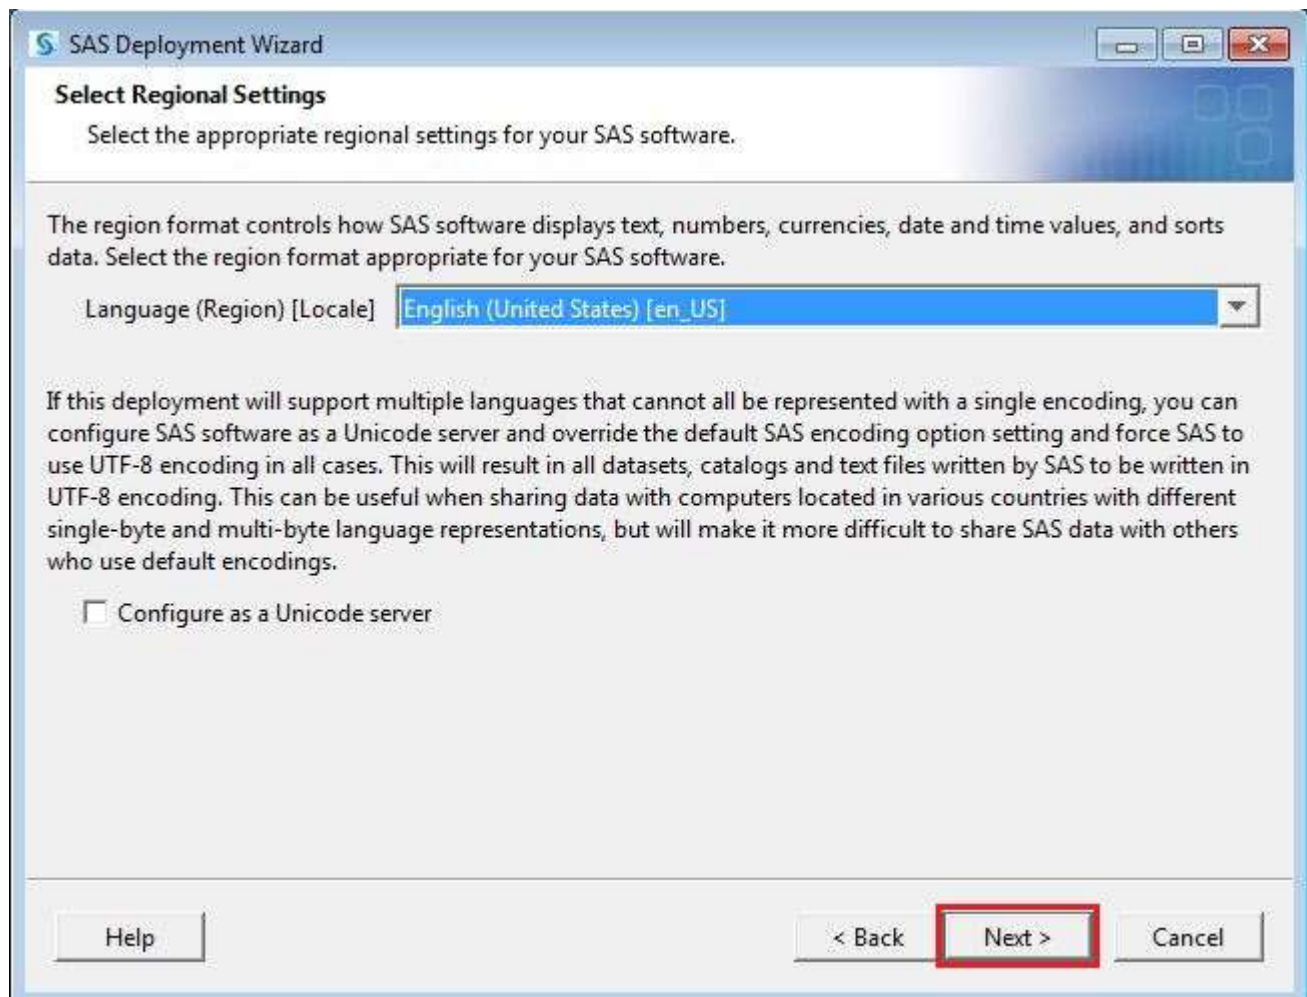 SAS Deployment Wizard
Select Regional Settings
Select the appropriate regional settings for your SAS software.
The region format controls how SAS software displays text, numbers, currencies, date and time values, and sorts
data. Select the region format appropriate for your SAS software.
Language (Region) [Locale] English (United States) [en_US]
If this deployment will support multiple languages that cannot all be represented with a single encoding, you can
configure SAS software as a Unicode server and override the default SAS encoding option setting and force SAS to
use UTF-8 encoding in all cases. This will result in all datasets, catalogs and text files written by SAS to be written in
UTF-8 encoding. This can be useful when sharing data with computers located in various countries with different
single-byte and multi-byte language representations, but will make it more difficult to share SAS data with others
who use default encodings.
Configure as a Unicode server
Help < Back Next > Cancel